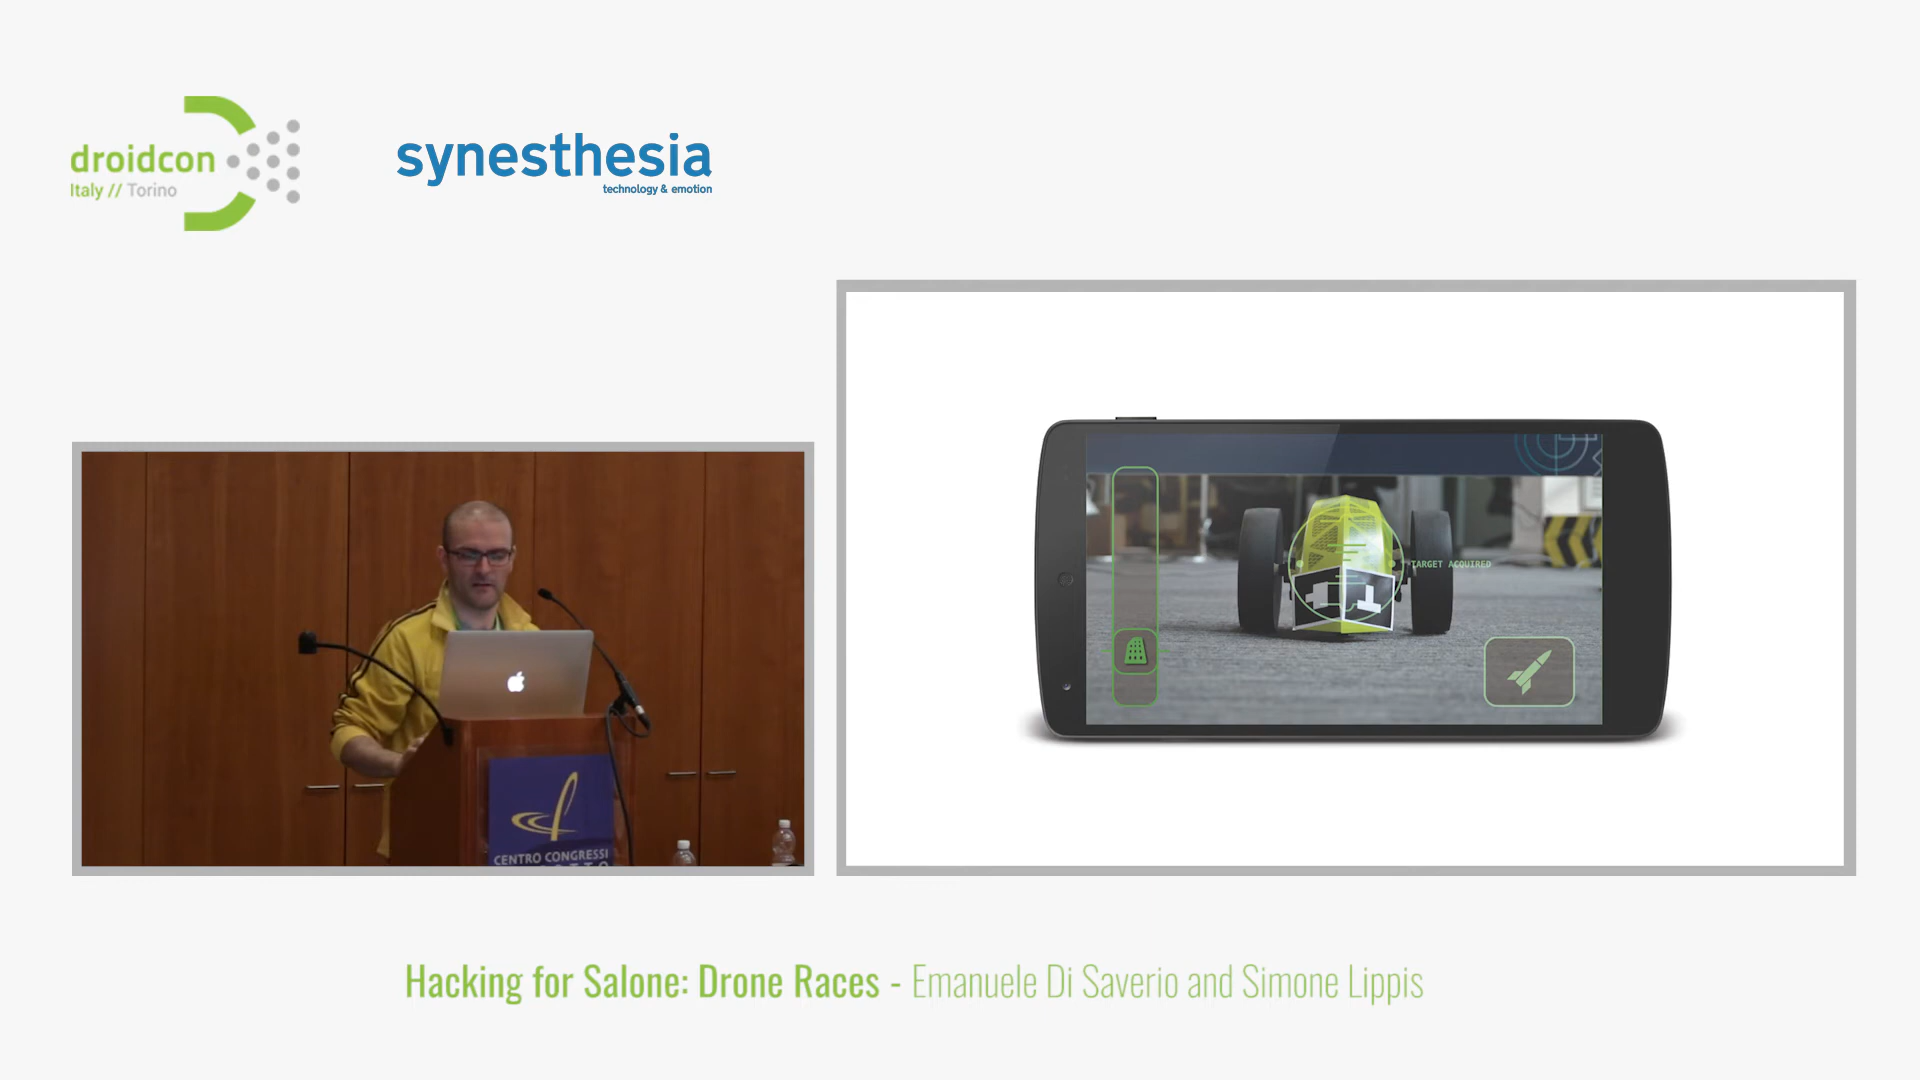 droidcon
Italy // Torino
synesthesia
technology & emotion
TARGET ACQUIRED
CENTRO CONGRESSI
Hacking for Salone: Drone Races - Emanuele Di Saverio and Simone Lippis